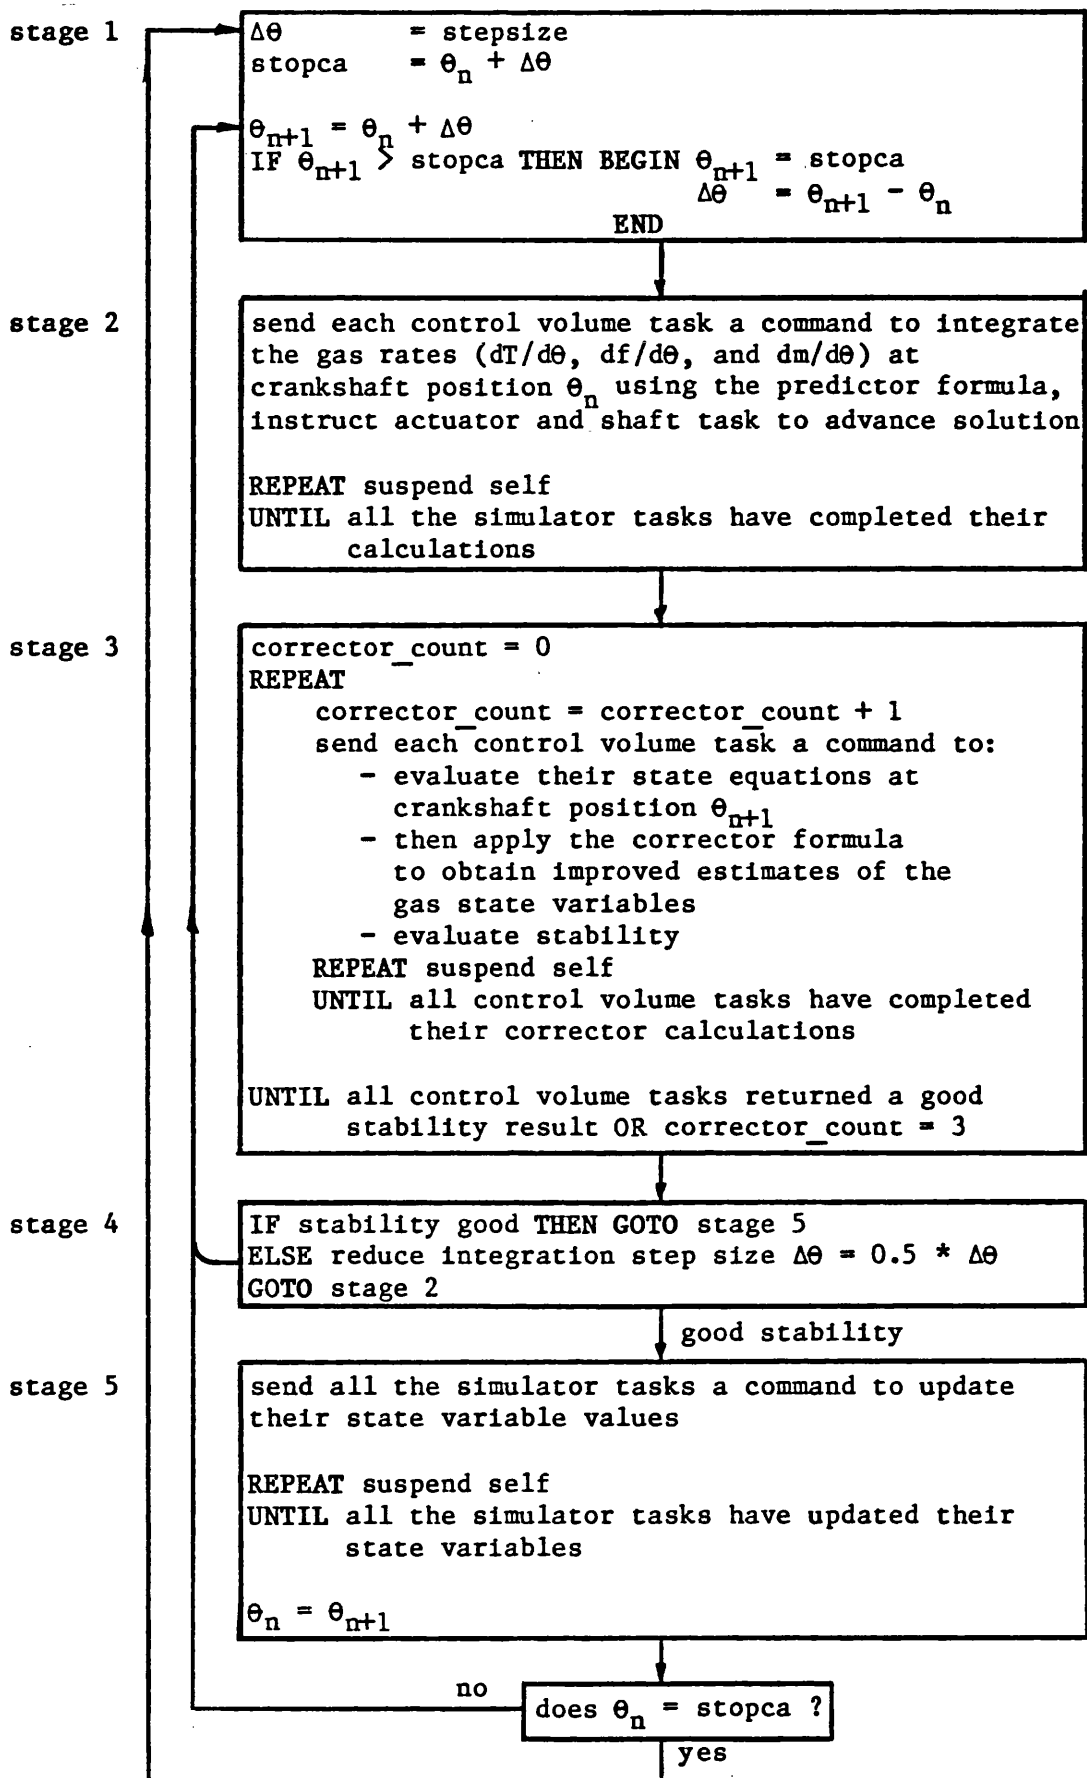 stage 1
Δθ = stepsize
stopca = θn + Δθ
θn+1 = θn + Δθ
IF θn+1 > stopca THEN BEGIN θn+1 = stopca
Δθ = θn+1 - θn
END
stage 2
send each control volume task a command to integrate
the gas rates (dT/dθ, df/dθ, and dm/dθ) at
crankshaft position θn using the predictor formula,
instruct actuator and shaft task to advance solution
REPEAT suspend self
UNTIL all the simulator tasks have completed their
calculations
stage 3
corrector_count = 0
REPEAT
corrector_count = corrector_count + 1
send each control volume task a command to:
- evaluate their state equations at
crankshaft position θn+1
- then apply the corrector formula
to obtain improved estimates of the
gas state variables
- evaluate stability
REPEAT suspend self
UNTIL all control volume tasks have completed
their corrector calculations
UNTIL all control volume tasks returned a good
stability result OR corrector_count = 3
stage 4
IF stability good THEN GOTO stage 5
ELSE reduce integration step size Δθ = 0.5 * Δθ
GOTO stage 2
good stability
stage 5
send all the simulator tasks a command to update
their state variable values
REPEAT suspend self
UNTIL all the simulator tasks have updated their
state variables
θn = θn+1
no
does θn = stopca ?
yes